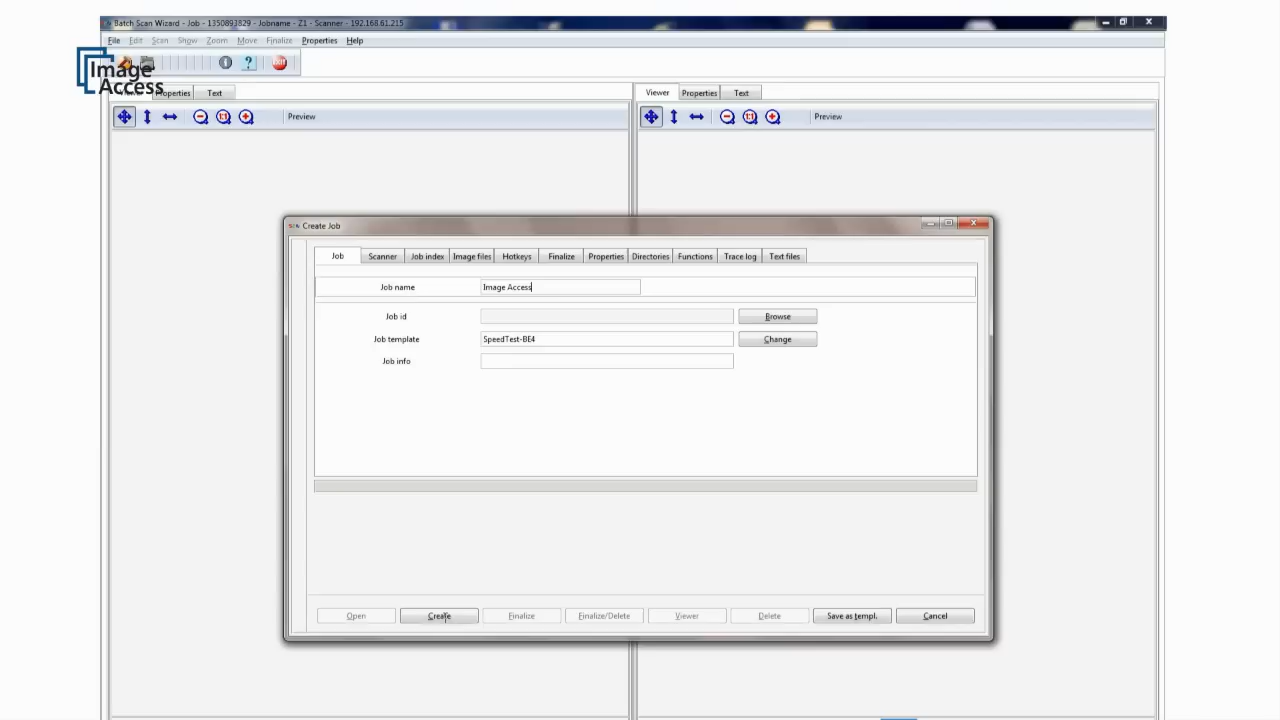 Batch Scan Wizard - Job - 1350893829 - Jobname - Z1 - Scanner - 192.168.61.215
File Edit Scan Show Zoom Move Finalize Properties Help
Image
Access
Properties Text
Viewer Properties Text
Preview
Preview
Create Job
Job Scanner Job index Image files Hotkeys Finalize Properties Directories Functions Trace log Text files
Job name Image Access
Job id Browse
Job template SpeedTest-BE4 Change
Job info
Open Create Finalize Finalize/Delete Viewer Delete Save as templ. Cancel